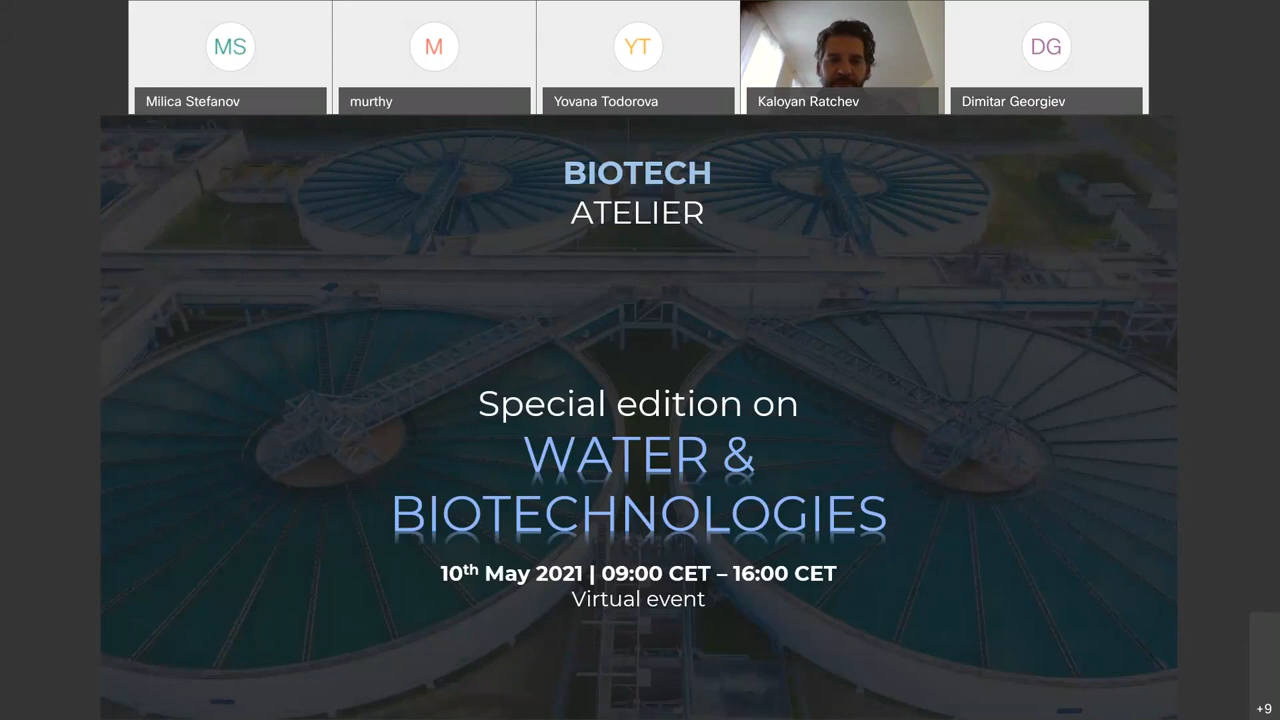 MS
M
YT
DG
Milica Stefanov
murthy
Yovana Todorova
Kaloyan Ratchev
Dimitar Georgiev
BIOTECH
ATELIER
Special edition on
WATER &
BIOTECHNOLOGIES
10th May 2021 | 09:00 CET – 16:00 CET
Virtual event
+9